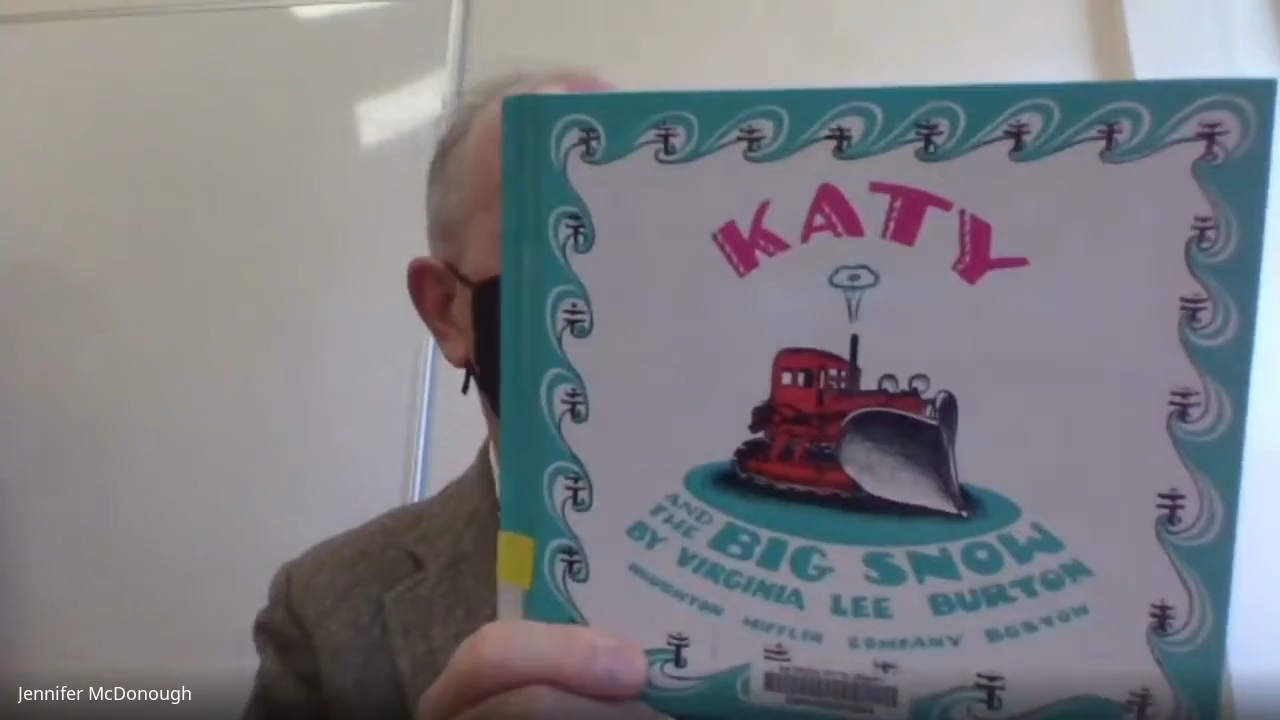 KATY
AND
THE BIG SNOW
BY VIRGINIA LEE BURTON
HOUGHTON MIFFLIN COMPANY BOSTON
Jennifer McDonough